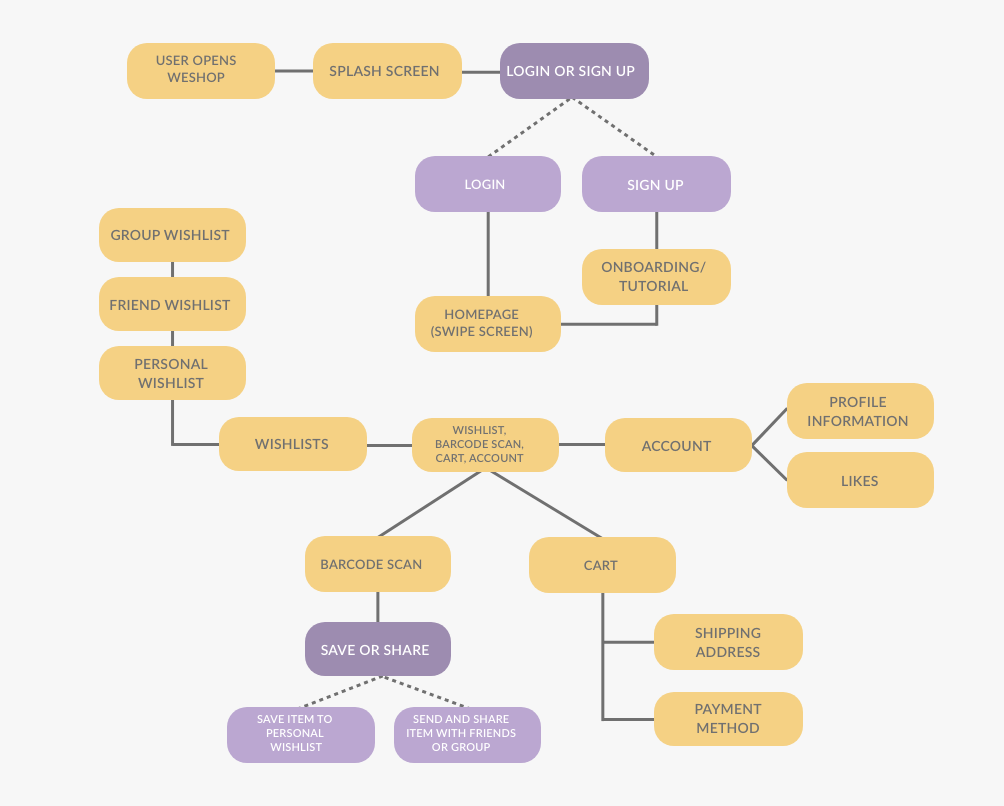 USER OPENS
WESHOP
SPLASH SCREEN
LOGIN OR SIGN UP
LOGIN
SIGN UP
GROUP WISHLIST
ONBOARDING/
TUTORIAL
FRIEND WISHLIST
HOMEPAGE
(SWIPE SCREEN)
PERSONAL
WISHLIST
WISHLISTS
WISHLIST,
BARCODE SCAN,
CART, ACCOUNT
ACCOUNT
PROFILE
INFORMATION
LIKES
BARCODE SCAN
CART
SAVE OR SHARE
SHIPPING
ADDRESS
SAVE ITEM TO
PERSONAL
WISHLIST
SEND AND SHARE
ITEM WITH FRIENDS
OR GROUP
PAYMENT
METHOD